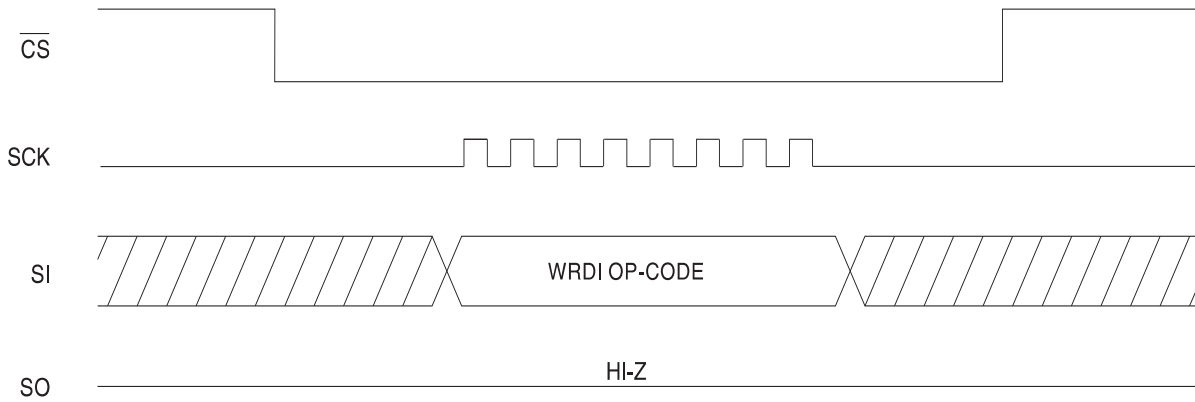 CS
SCK
SI
WRDI OP-CODE
HI-Z
SO